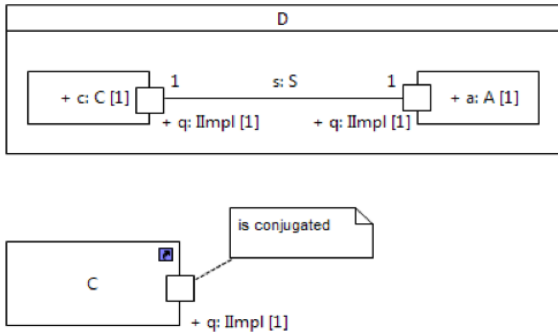 D
1 s: S 1
+ c: C [1] + a: A [1]
+ q: IImpl [1] + q: IImpl [1]
is conjugated
C
+ q: IImpl [1]